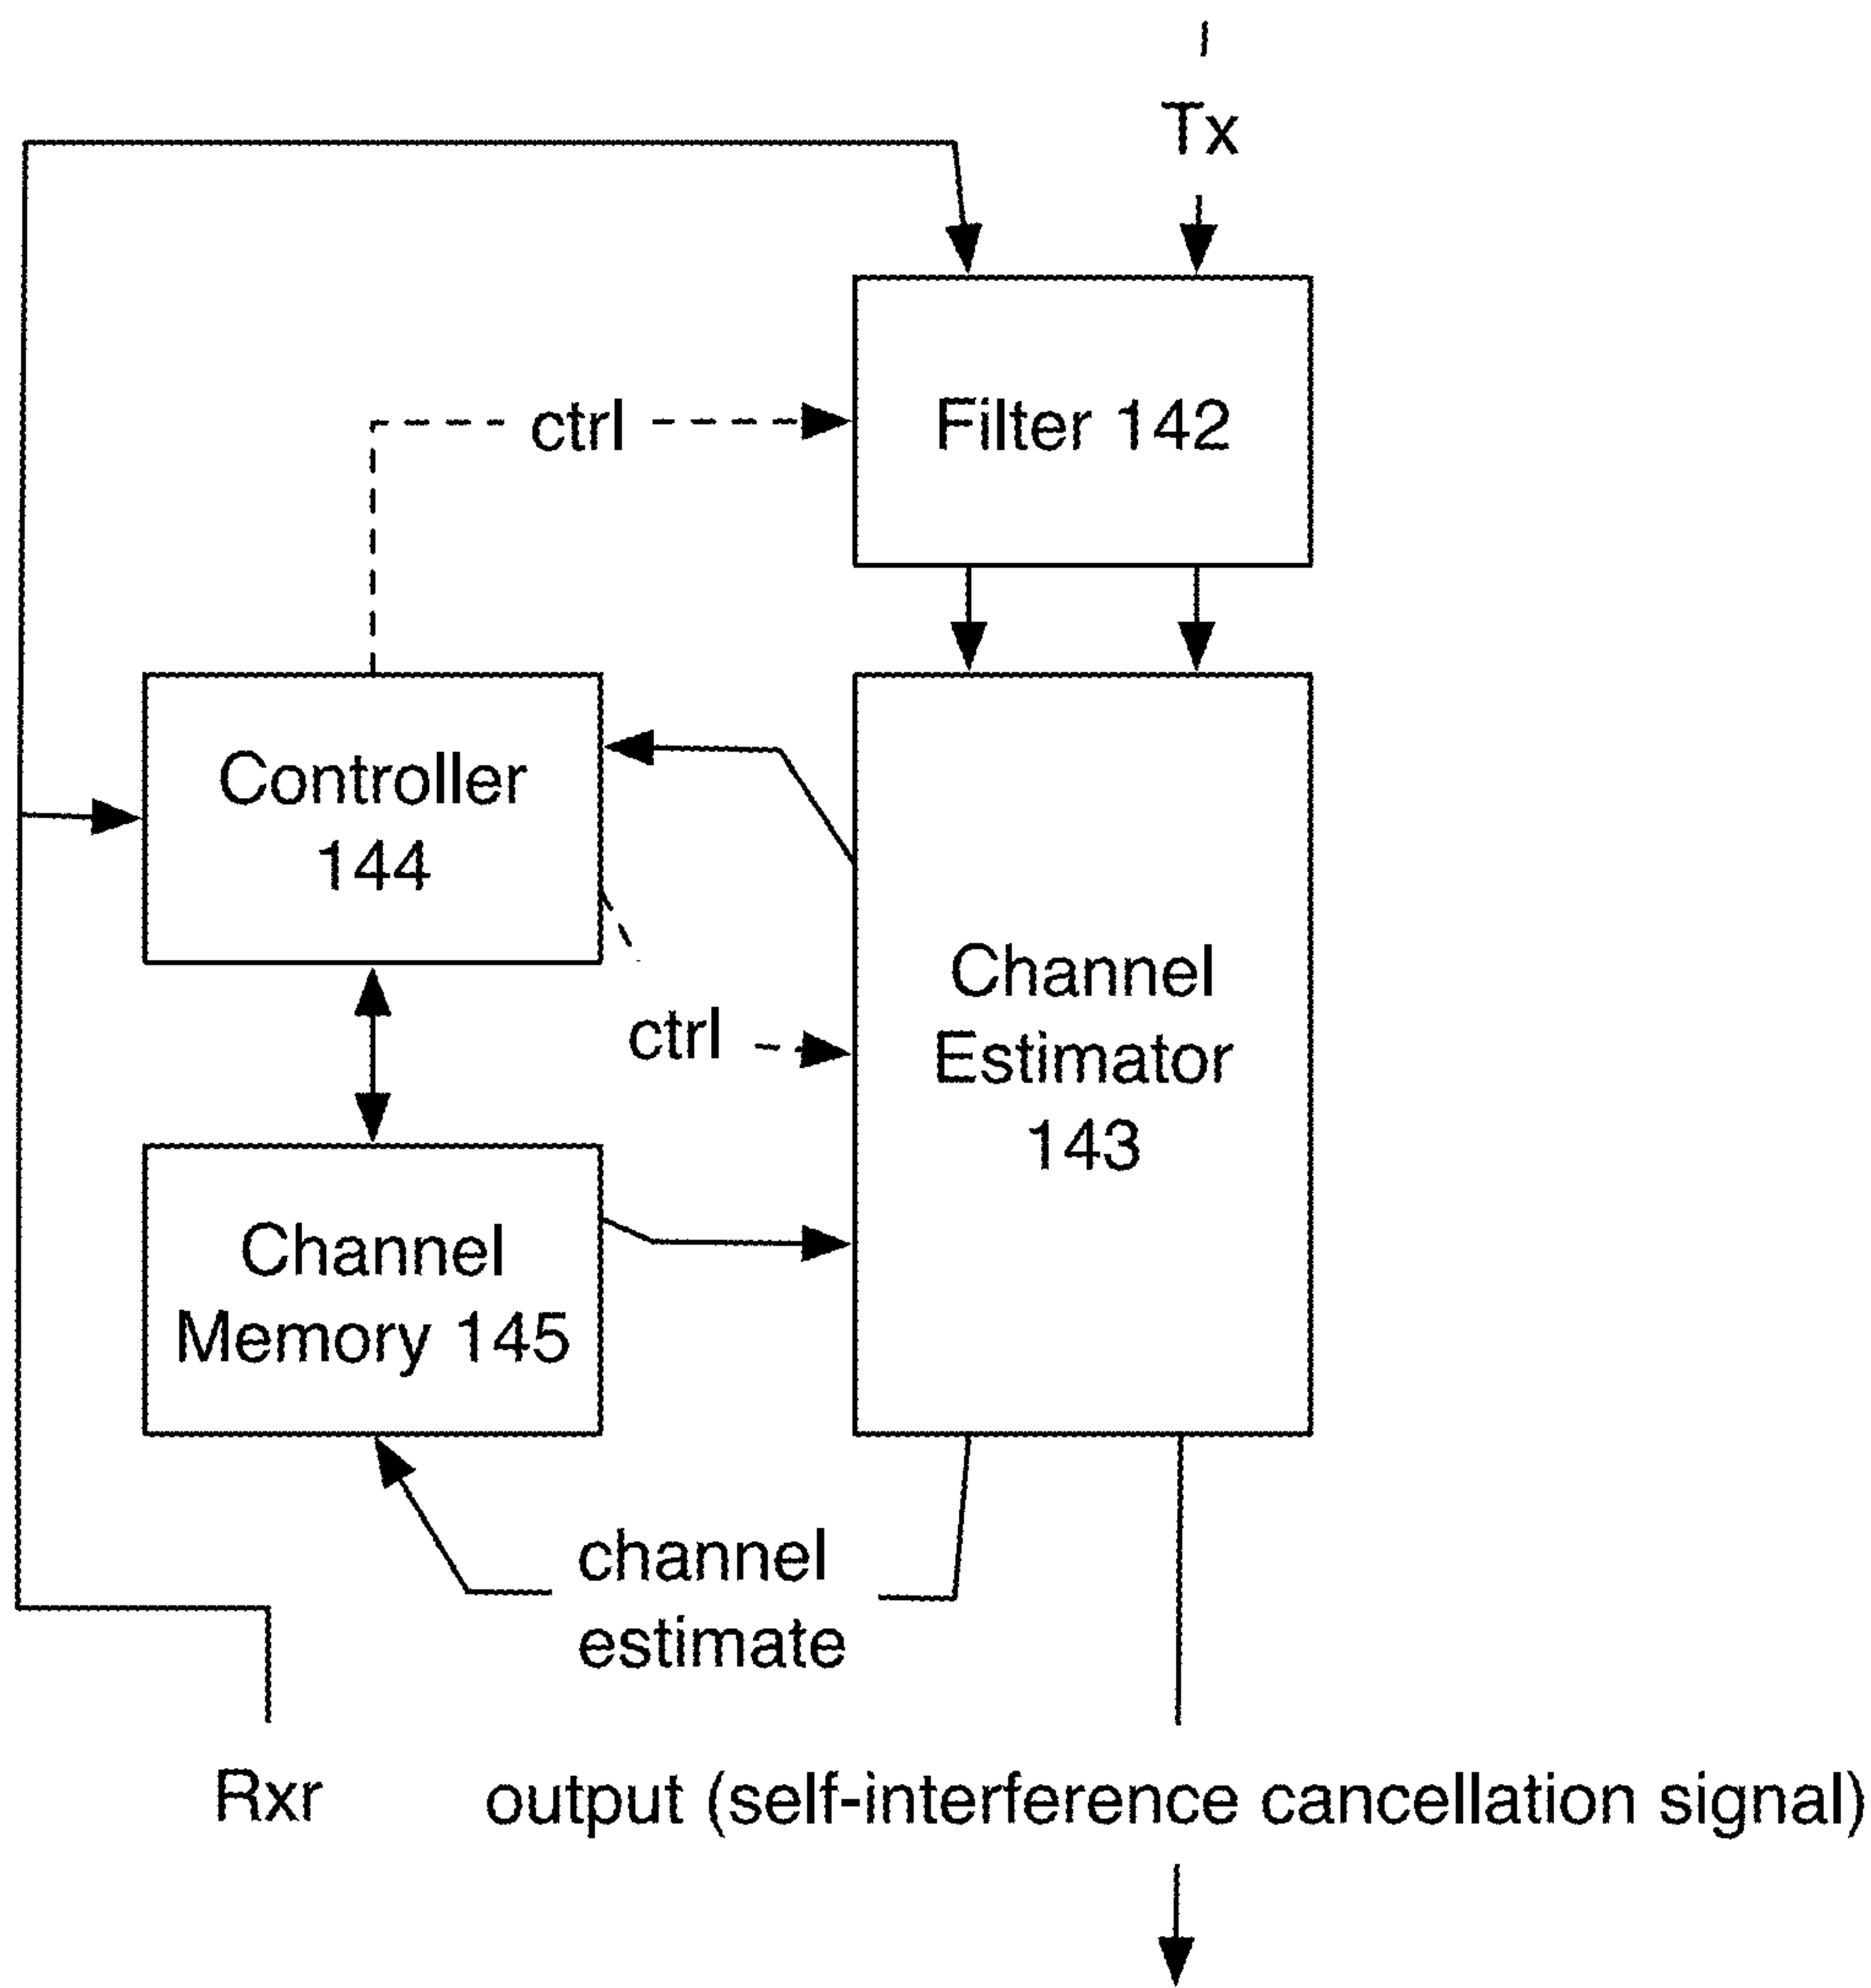 Tx
ctrl
Filter 142
Controller
144
Channel
Estimator
143
ctrl
Channel
Memory 145
channel
estimate
Rxr
output (self-interference cancellation signal)